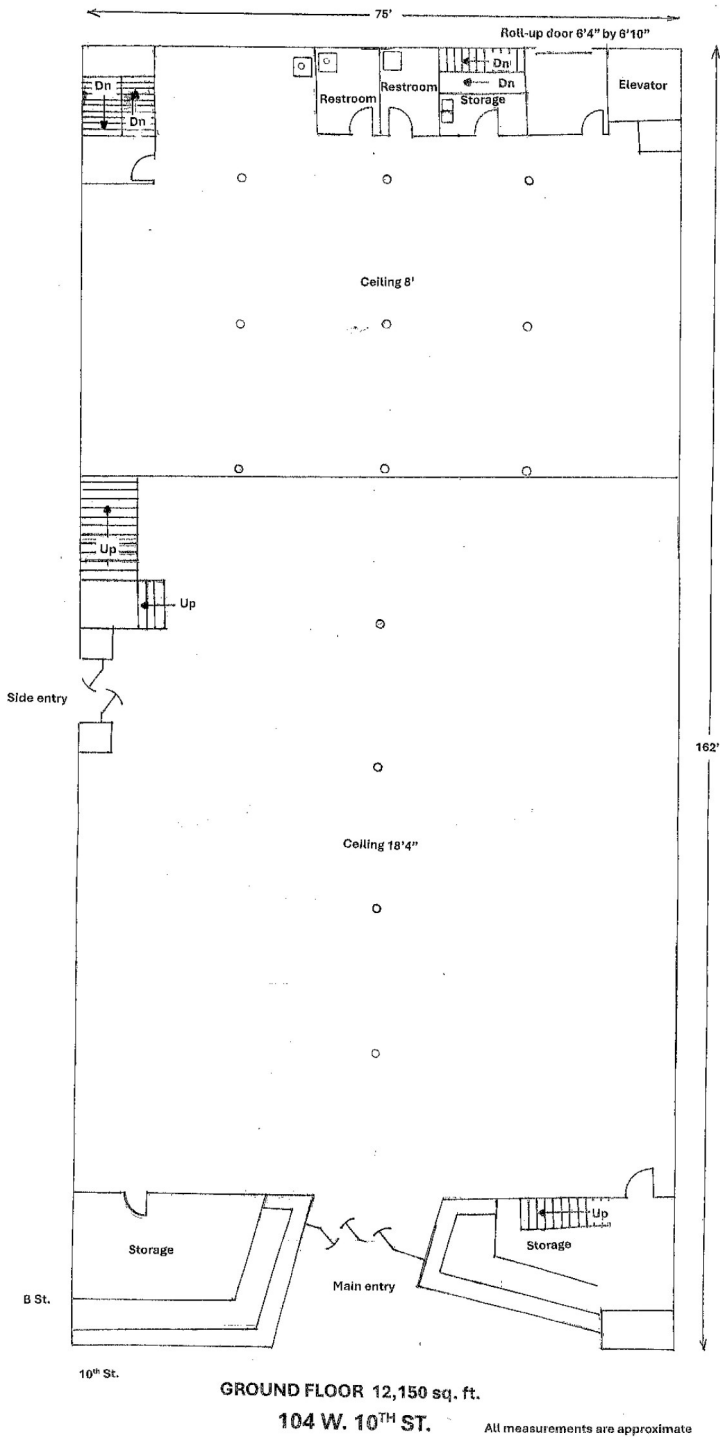 75'
Roll-up door 6'4" by 6'10"
Dn
Dn
Dn
Dn
Restroom
Restroom
Storage
Elevator
Ceiling 8'
Up
Up
Side entry
162'
Ceiling 18'4"
Storage
Up
Storage
Main entry
B St.
10th St.
GROUND FLOOR 12,150 sq. ft.
104 W. 10TH ST.
All measurements are approximate